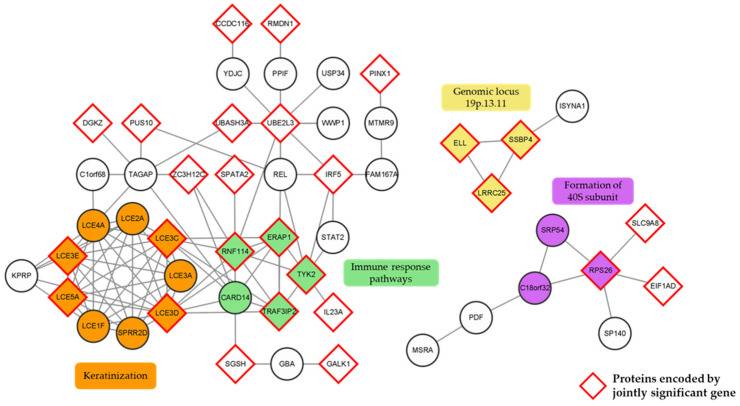 CCDC116 RMDN1
YDJC PPIF USP34 PINX1
Genomic locus
19p.13.11
ISYNA1
DGKZ PUS10 UBASH3A UBE2L3 WWP1 MTMR9
ELL SSBP4
C1orf68 TAGAP ZC3H12C SPATA2 REL IRF5 FAM167A
LRRC25
Formation of
40S subunit
LCE4A LCE2A LCE3C
SRP54 SLC9A8
STAT2
LCE3E RNF114 ERAP1
KPRP LCE3A TYK2
Immune response
pathways
RPS26
LCE5A CARD14 C18orf32 EIF1AD
LCE1F SPRR2D LCE3D TRAF3IP2 IL23A
PDF SP140
MSRA
SGSH GBA GALK1
Keratinization
Proteins encoded by
jointly significant gene